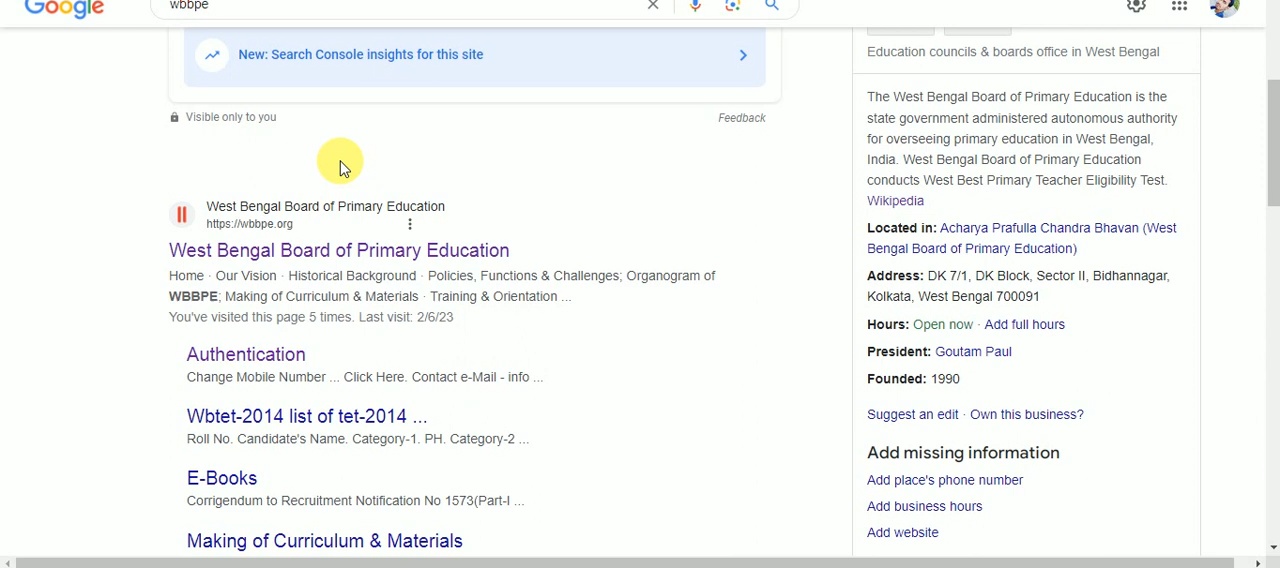 Google
wbbpe
New: Search Console insights for this site
Visible only to you
Feedback
West Bengal Board of Primary Education
https://wbbpe.org
West Bengal Board of Primary Education
Home · Our Vision · Historical Background · Policies, Functions & Challenges; Organogram of
WBBPE; Making of Curriculum & Materials · Training & Orientation ...
You've visited this page 5 times. Last visit: 2/6/23
Authentication
Change Mobile Number ... Click Here. Contact e-Mail - info ...
Wbtet-2014 list of tet-2014 ...
Roll No. Candidate's Name. Category-1. PH. Category-2 ...
E-Books
Corrigendum to Recruitment Notification No 1573(Part-I ...
Making of Curriculum & Materials
Education councils & boards office in West Bengal
The West Bengal Board of Primary Education is the
state government administered autonomous authority
for overseeing primary education in West Bengal,
India. West Bengal Board of Primary Education
conducts West Best Primary Teacher Eligibility Test.
Wikipedia
Located in: Acharya Prafulla Chandra Bhavan (West
Bengal Board of Primary Education)
Address: DK 7/1, DK Block, Sector II, Bidhannagar,
Kolkata, West Bengal 700091
Hours: Open now · Add full hours
President: Goutam Paul
Founded: 1990
Suggest an edit · Own this business?
Add missing information
Add place's phone number
Add business hours
Add website